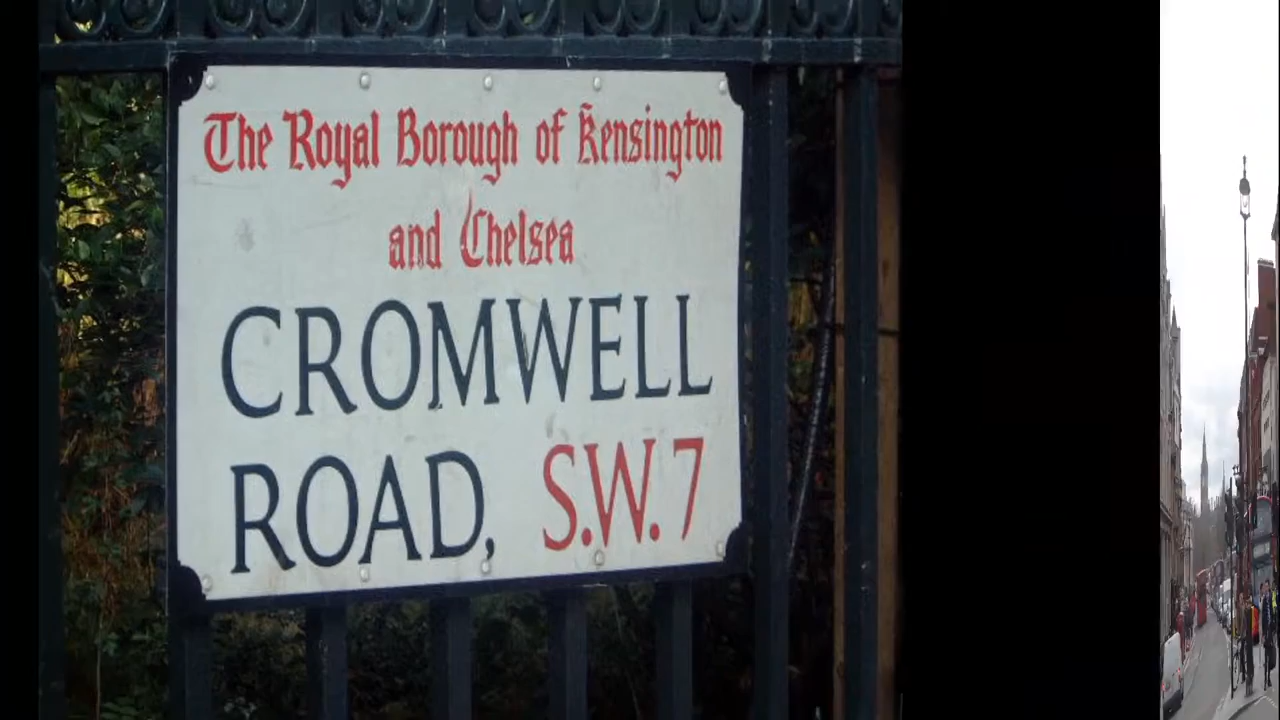 The Royal Borough of Kensington
and Chelsea
CROMWELL
ROAD, S.W.7